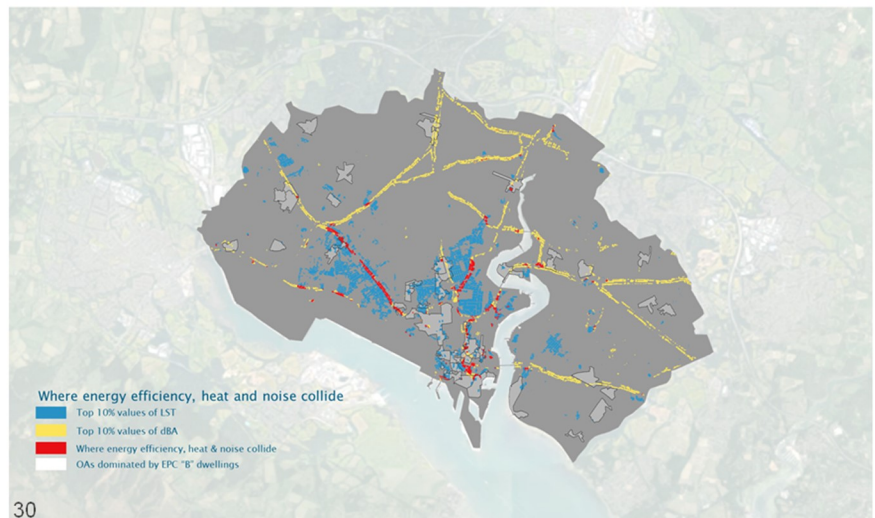 Where energy efficiency, heat and noise collide
Top 10% values of LST
Top 10% values of dBA
Where energy efficiency, heat & noise collide
OAs dominated by EPC "B" dwellings
30